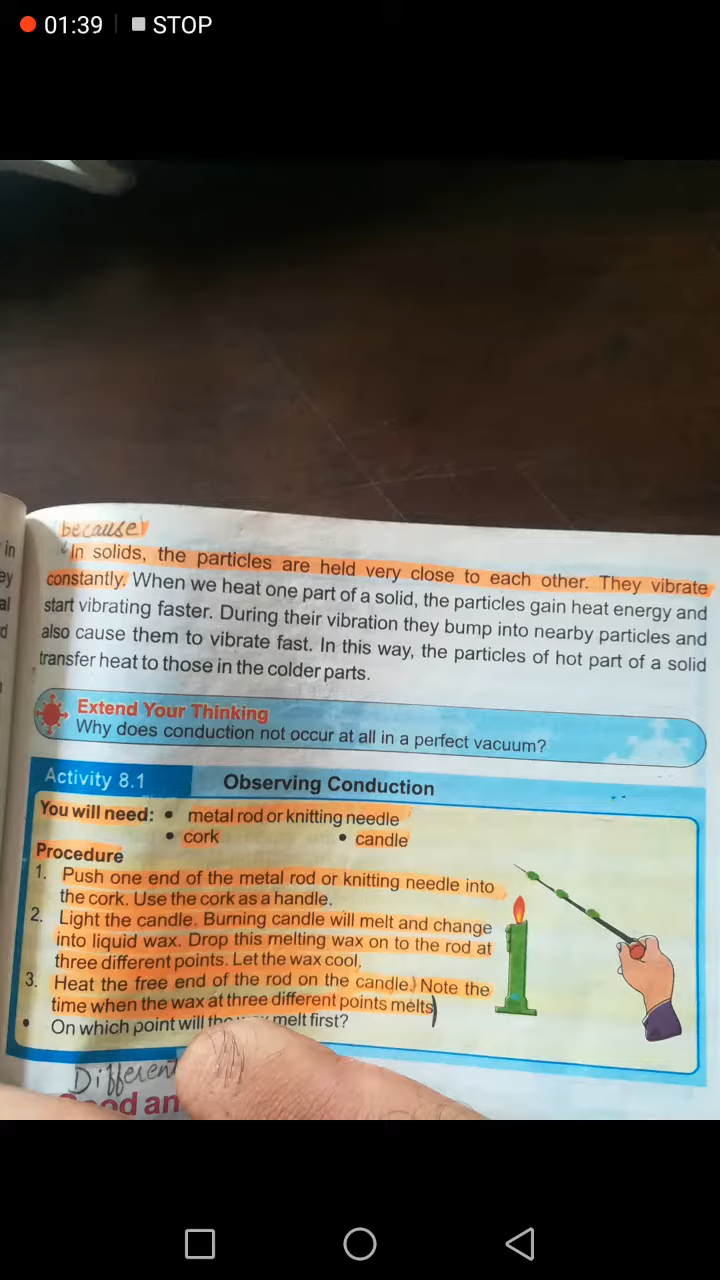 01:39 STOP
because
in
In solids, the particles are held very close to each other. They vibrate
ey
constantly. When we heat one part of a solid, the particles gain heat energy and
al
start vibrating faster. During their vibration they bump into nearby particles and
d
also cause them to vibrate fast. In this way, the particles of hot part of a solid
transfer heat to those in the colder parts.
Extend Your Thinking
Why does conduction not occur at all in a perfect vacuum?
Activity 8.1 Observing Conduction
You will need: • metal rod or knitting needle
• cork • candle
Procedure
1. Push one end of the metal rod or knitting needle into
the cork. Use the cork as a handle.
2. Light the candle. Burning candle will melt and change
into liquid wax. Drop this melting wax on to the rod at
three different points. Let the wax cool.
3. Heat the free end of the rod on the candle. Note the
time when the wax at three different points melts
• On which point will melt first?
Different
an